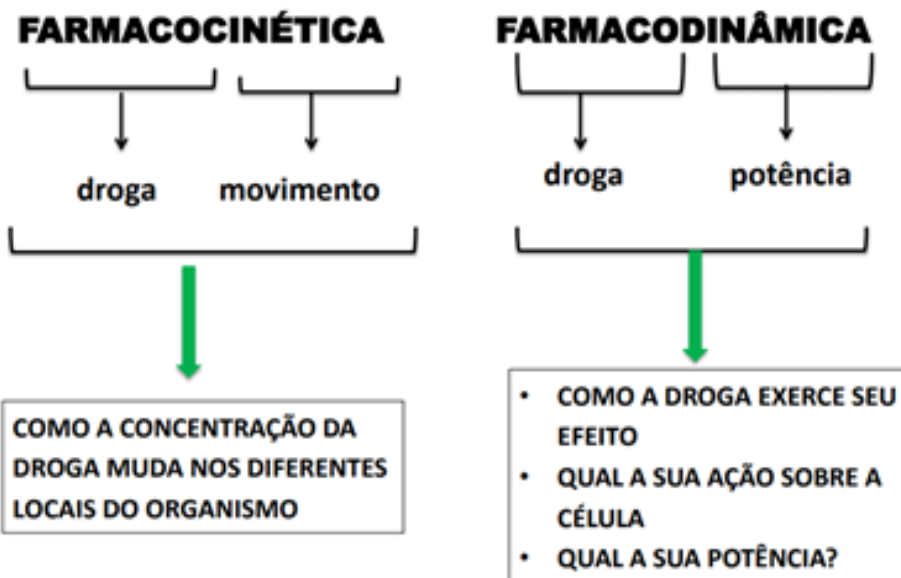 FARMACOCINÉTICA
droga movimento
COMO A CONCENTRAÇÃO DA
DROGA MUDA NOS DIFERENTES
LOCAIS DO ORGANISMO
FARMACODINÂMICA
droga potência
• COMO A DROGA EXERCE SEU
EFEITO
• QUAL A SUA AÇÃO SOBRE A
CÉLULA
• QUAL A SUA POTÊNCIA?